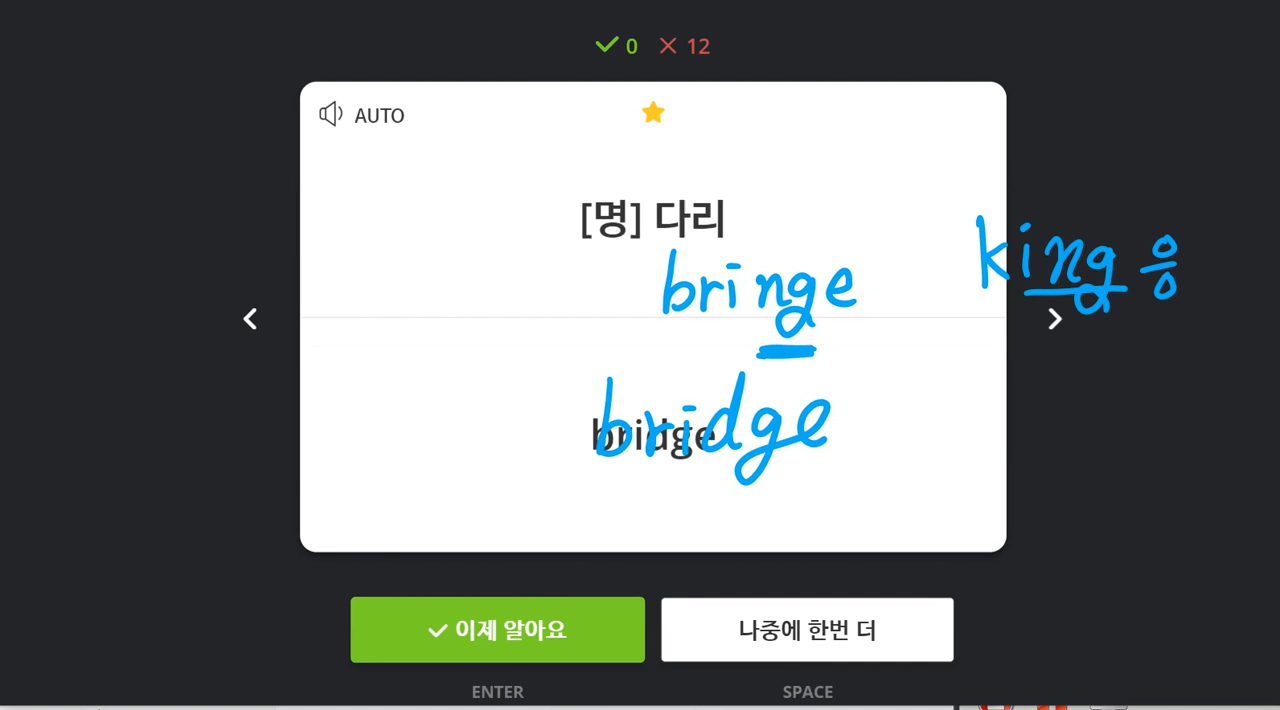 0 12
AUTO
[명] 다리
bringe
king 응
bridge
bridge
이제 알아요
나중에 한번 더
ENTER
SPACE